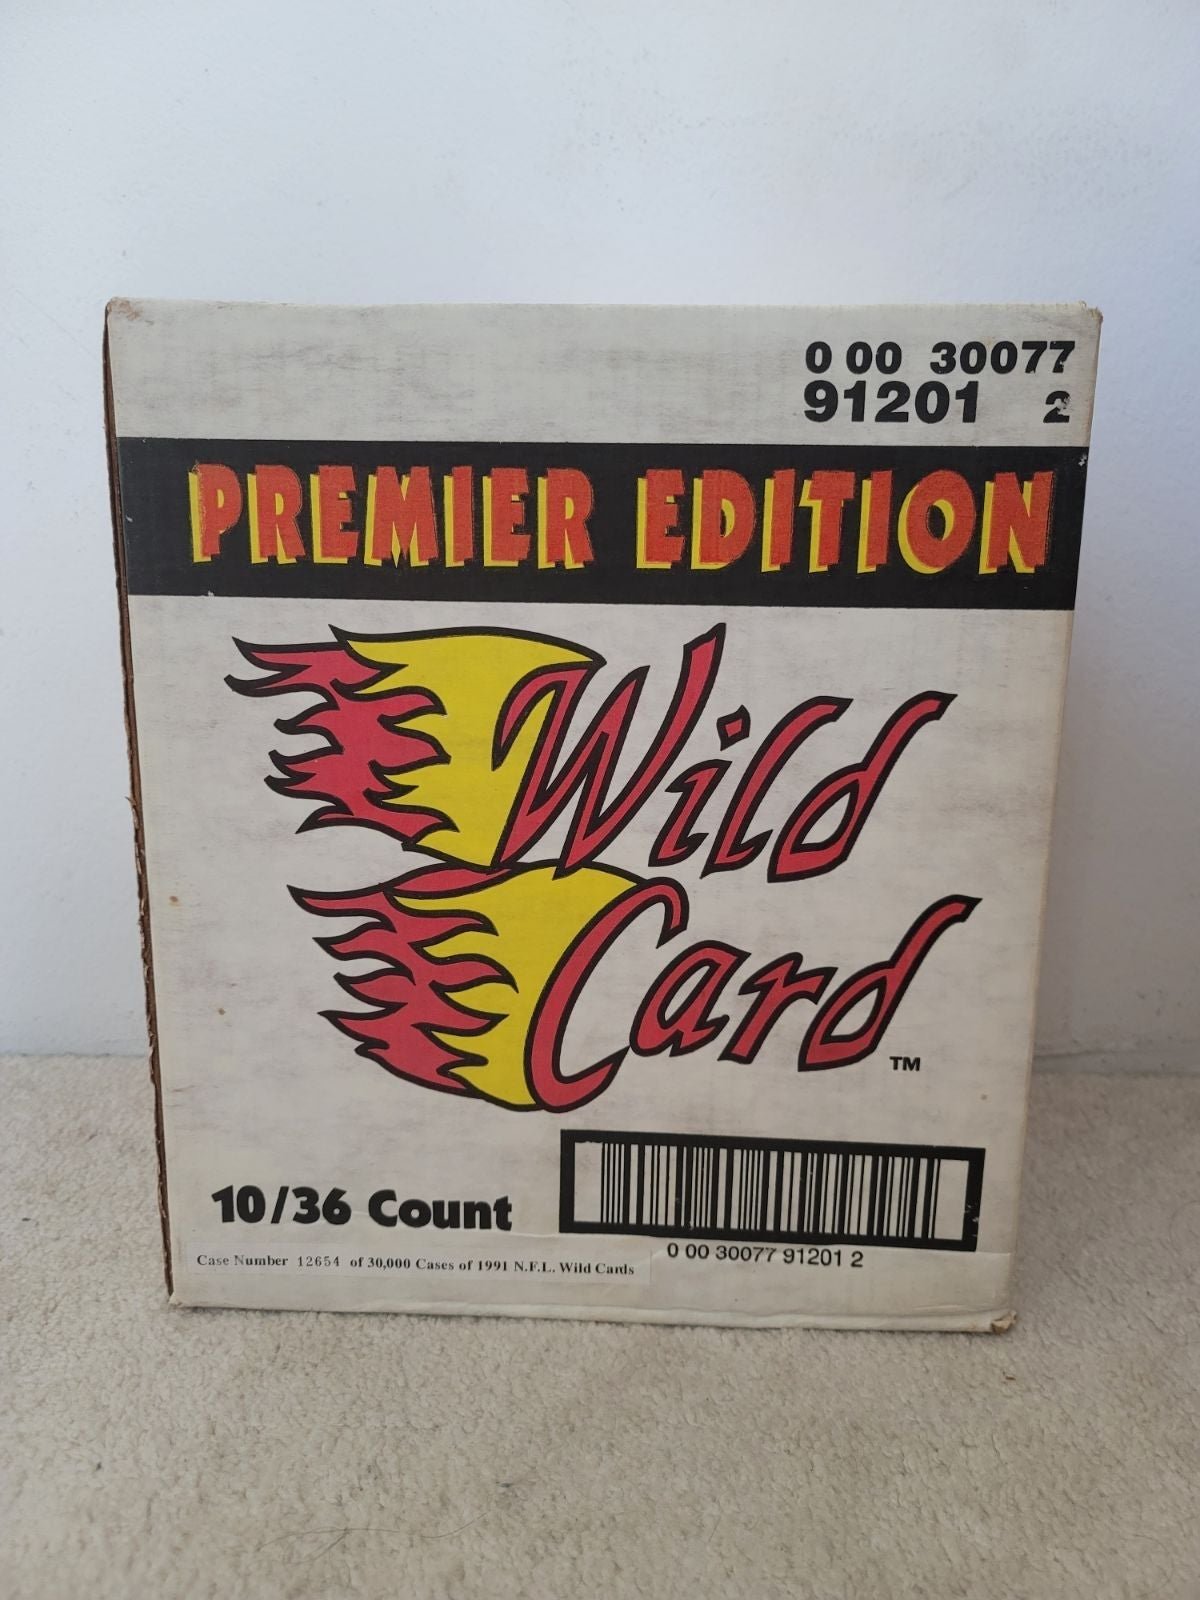 0 00 30077
91201 2
PREMIER EDITION
Wild
Card
TM
10/36 Count
0 00 30077 91201 2
Case Number 12654 of 30,000 Cases of 1991 N.F.L. Wild Cards